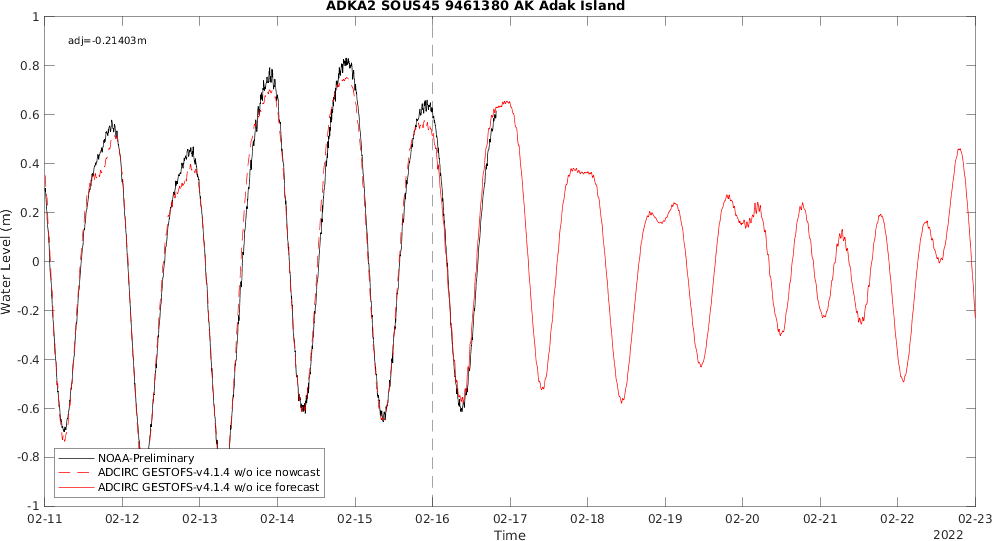 ADKA2 SOUS45 9461380 AK Adak Island
adj=-0.21403m
1
0.8
0.6
0.4
0.2
0
-0.2
-0.4
-0.6
-0.8
-1
Water Level (m)
NOAA-Preliminary
ADCIRC GESTOFS-v4.1.4 w/o ice nowcast
ADCIRC GESTOFS-v4.1.4 w/o ice forecast
02-11 02-12 02-13 02-14 02-15 02-16 02-17 02-18 02-19 02-20 02-21 02-22 02-23
Time
2022